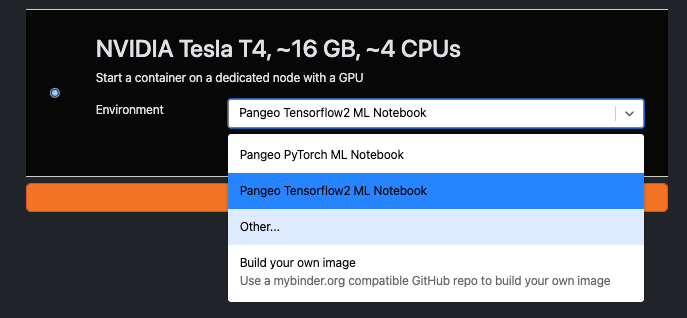 NVIDIA Tesla T4, ~16 GB, ~4 CPUs
Start a container on a dedicated node with a GPU
Environment
Pangeo Tensorflow2 ML Notebook
Pangeo PyTorch ML Notebook
Pangeo Tensorflow2 ML Notebook
Other...
Build your own image
Use a mybinder.org compatible GitHub repo to build your own image